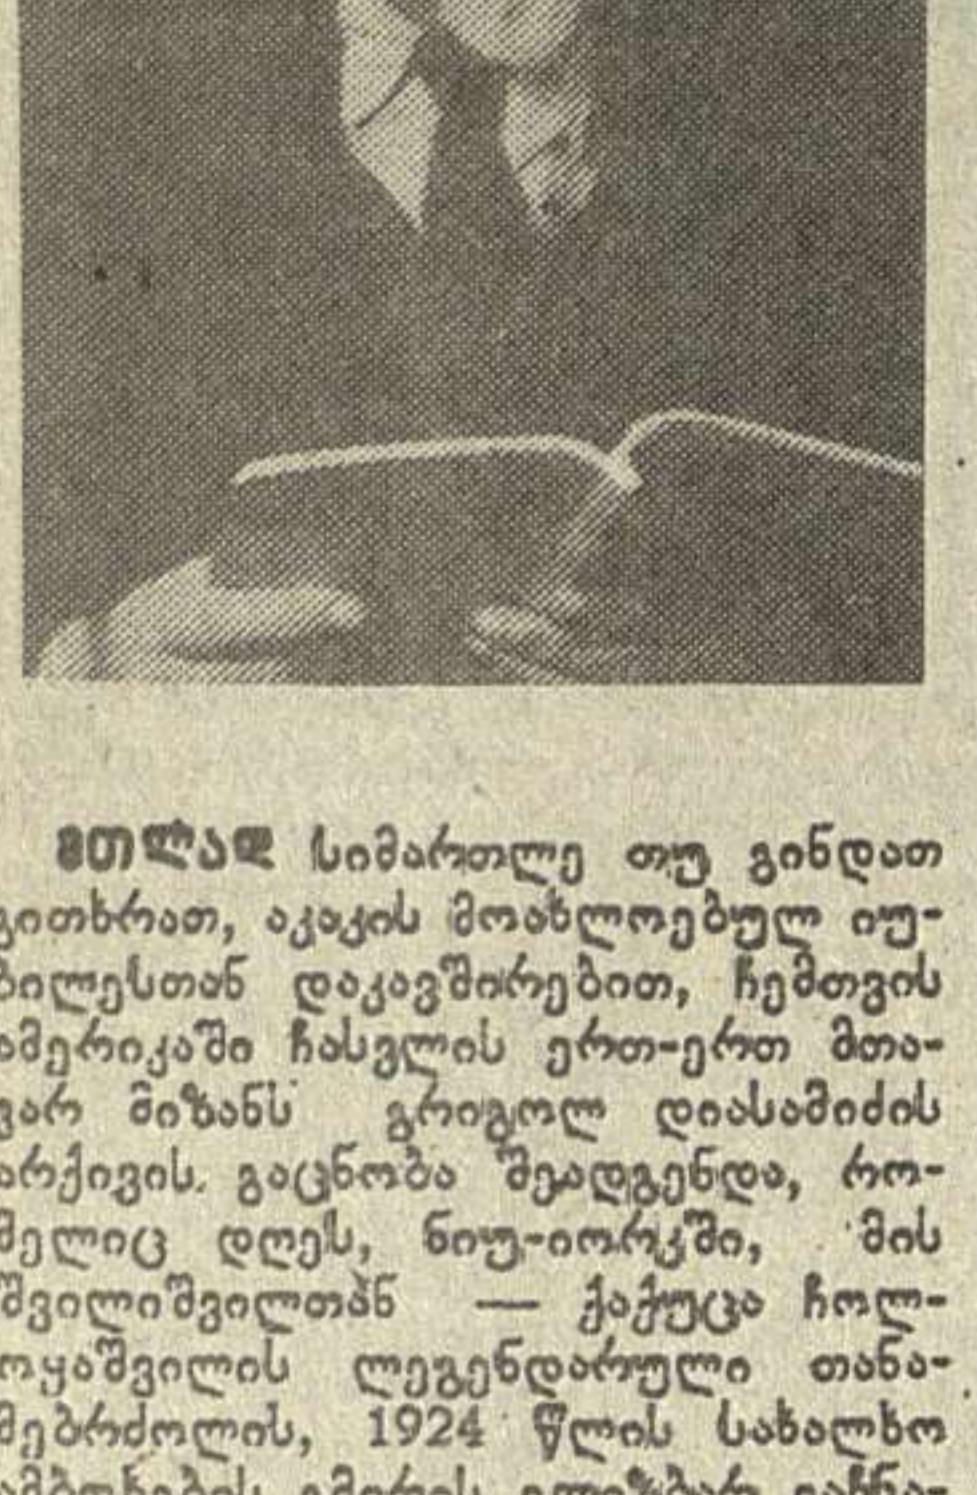 მთლად სიმართლე თუ გინდათ
გითხრათ, აკაკის მოახლოებულ იუ-
ბილესთან დაკავშირებით, ჩემთვის
ამერიკაში ჩასვლის ერთ-ერთ მთა-
ვარ მიზანს გრიგოლ დიასამიძის
არქივის გაცნობა შეადგენდა, რო-
მელიც დღეს, ნიუ-იორკში, მის
შვილიშვილთან — ქაქუცა ჩოლ-
ოყაშვილის ლეგენდარული თანა-
მებრძოლის, 1924 წლის სახალხო